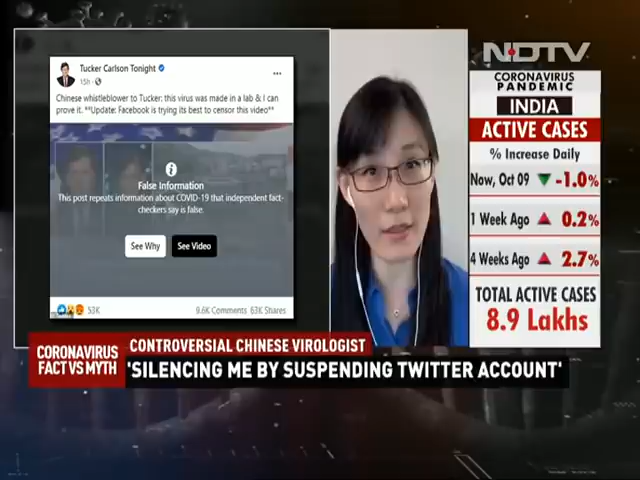 Tucker Carlson Tonight
15h
Chinese whistleblower to Tucker: this virus was made in a lab & I can
prove it. **Update: Facebook is trying its best to censor this video**
False Information
This post repeats information about COVID-19 that independent fact-
checkers say is false.
See Why See Video
53K 9.6K Comments 63K Shares
NDTV
CORONAVIRUS
PANDEMIC
INDIA
ACTIVE CASES
% Increase Daily
Now, Oct 09 -1.0%
1 Week Ago 0.2%
4 Weeks Ago 2.7%
TOTAL ACTIVE CASES
8.9 Lakhs
CORONAVIRUS
FACT VS MYTH
CONTROVERSIAL CHINESE VIROLOGIST
'SILENCING ME BY SUSPENDING TWITTER ACCOUNT'